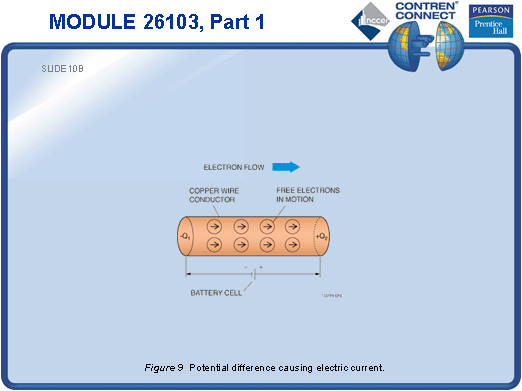 MODULE 26103, Part 1
nccer
CONTREN®
CONNECT
PEARSON
Prentice
Hall
SLIDE 10B
ELECTRON FLOW
COPPER WIRE
CONDUCTOR
FREE ELECTRONS
IN MOTION
-Q1
+Q2
- +
BATTERY CELL
Figure 9 Potential difference causing electric current.